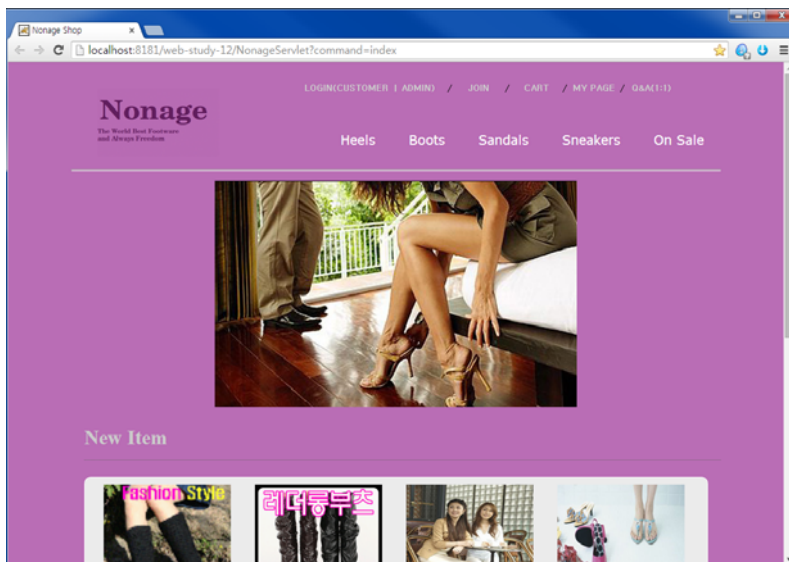 Nonage Shop
localhost:8181/web-study-12/NonageServlet?command=index
LOGIN(CUSTOMER | ADMIN) / JOIN / CART / MY PAGE / Q&A(1:1)
Nonage
The World Best Footware
and Always Freedom
Heels Boots Sandals Sneakers On Sale
New Item
Fashion Style
레더롱부츠